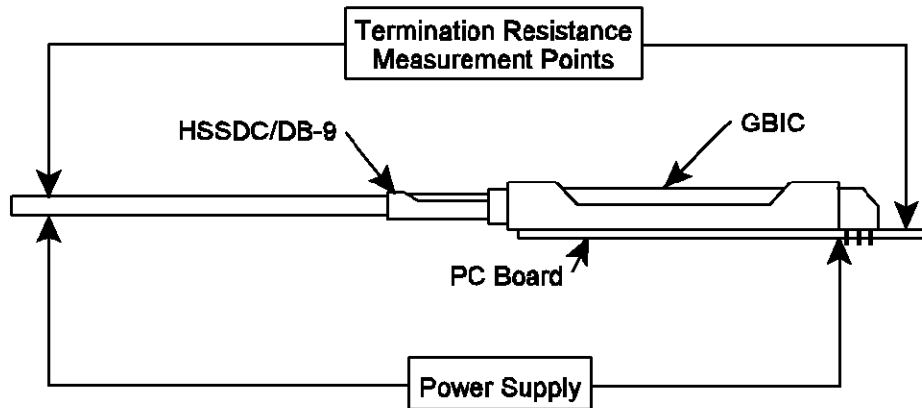 Termination Resistance
Measurement Points
HSSDC/DB-9
GBIC
PC Board
Power Supply